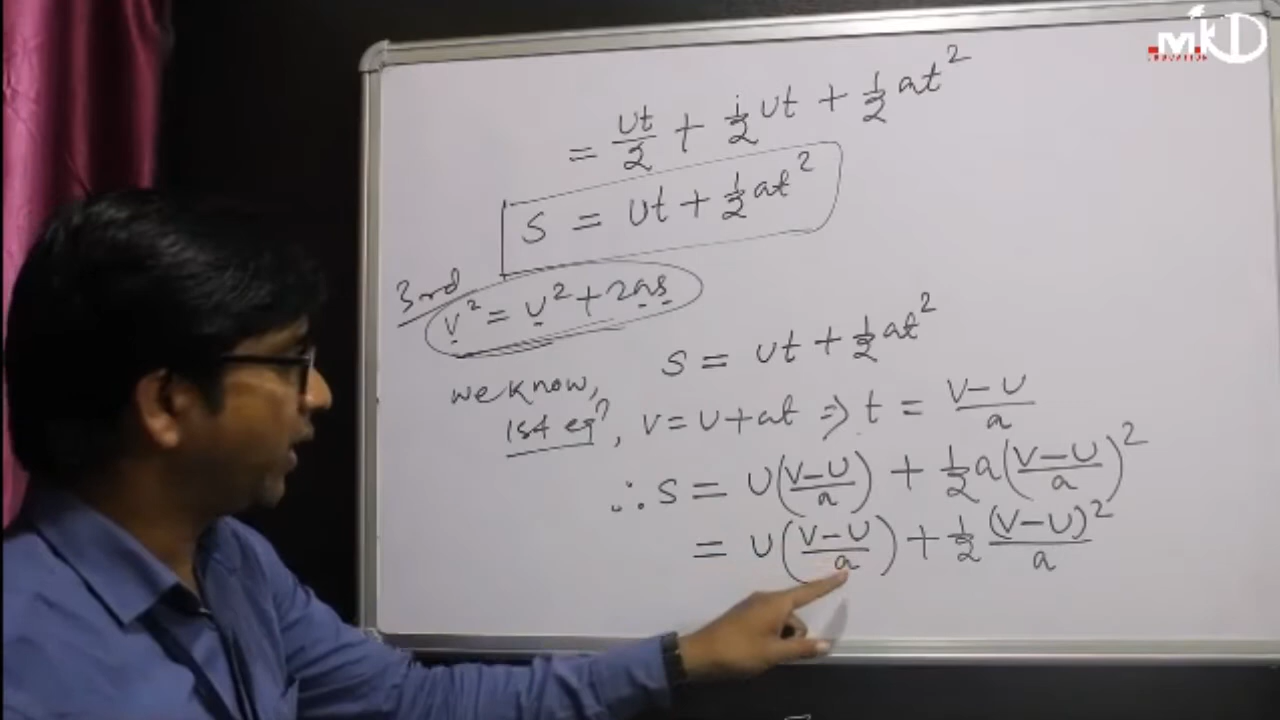 MKD
= Ut/2 + 1/2 Ut + 1/2 at²
S = Ut + 1/2 at²
3rd
v² = u² + 2as
S = Ut + 1/2 at²
we know,
1st eqn, V = U + at ⇒ t = (V-U)/a
∴ S = U((V-U)/a) + 1/2 a((V-U)/a)²
= U((V-U)/a) + 1/2 (V-U)²/a